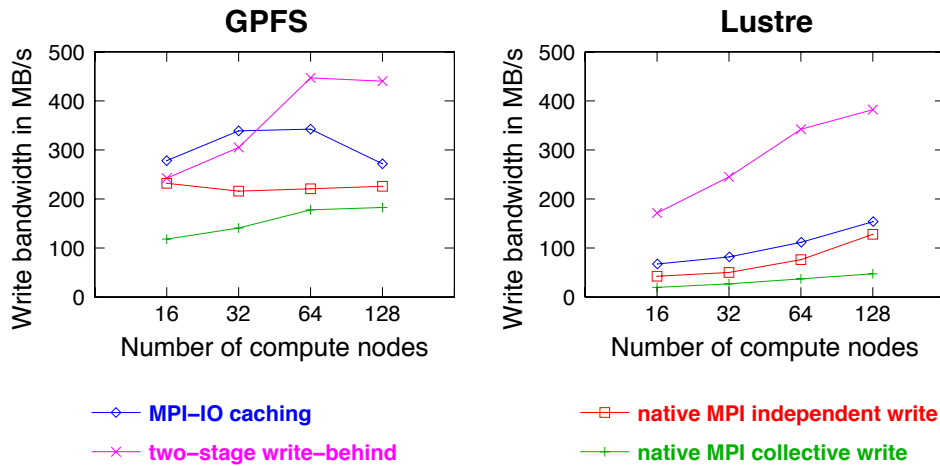 GPFS
Write bandwidth in MB/s
500
400
300
200
100
0
16 32 64 128
Number of compute nodes
Lustre
Write bandwidth in MB/s
500
400
300
200
100
0
16 32 64 128
Number of compute nodes
MPI–IO caching
two–stage write–behind
native MPI independent write
native MPI collective write